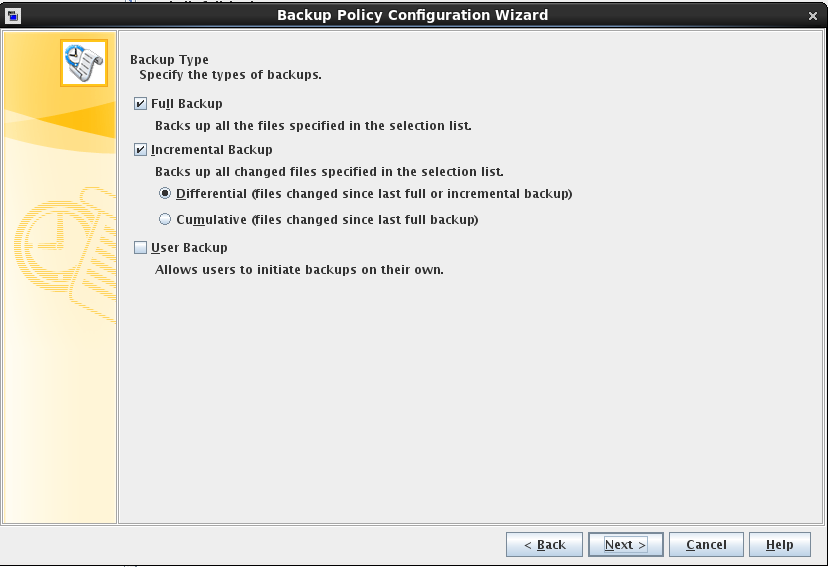 Backup Policy Configuration Wizard
Backup Type
Specify the types of backups.
Full Backup
Backs up all the files specified in the selection list.
Incremental Backup
Backs up all changed files specified in the selection list.
Differential (files changed since last full or incremental backup)
Cumulative (files changed since last full backup)
User Backup
Allows users to initiate backups on their own.
< Back Next > Cancel Help